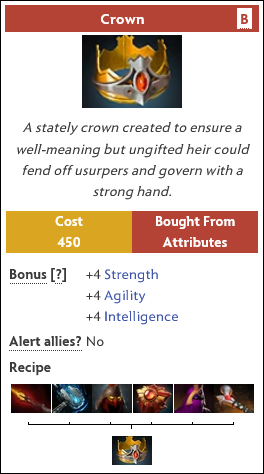 Crown B
A stately crown created to ensure a
well-meaning but ungifted heir could
fend off usurpers and govern with a
strong hand.
Cost Bought From
450 Attributes
Bonus [?] +4 Strength
+4 Agility
+4 Intelligence
Alert allies? No
Recipe